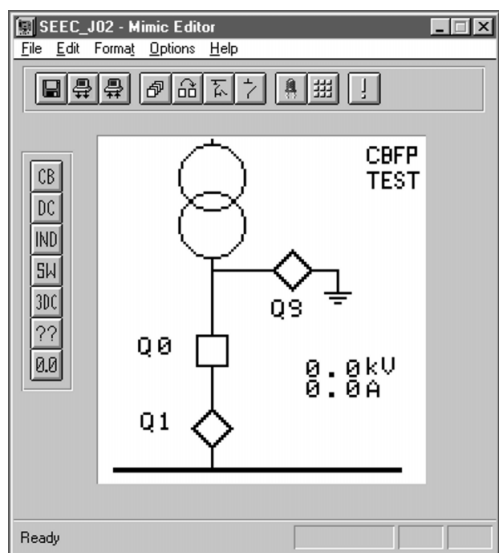 SEEC_J02 - Mimic Editor
File Edit Format Options Help
CB
DC
IND
SW
3DC
??
0.0
CBFP
TEST
Q9
Q0
0.0kV
0.0A
Q1
Ready